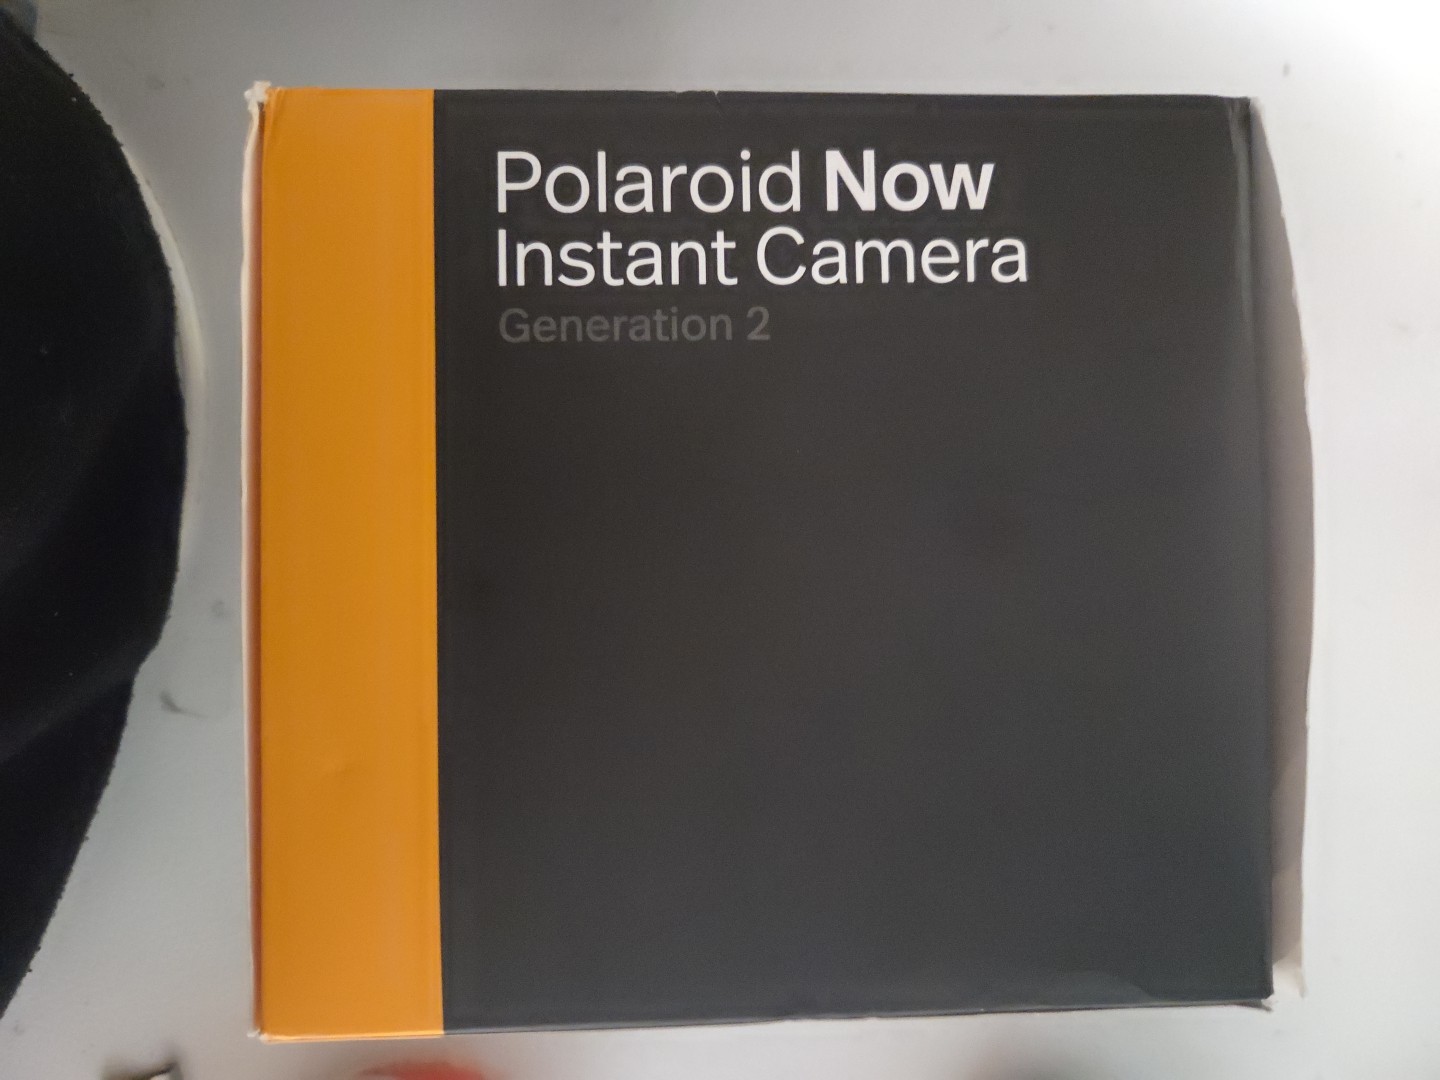 Polaroid Now
Instant Camera
Generation 2